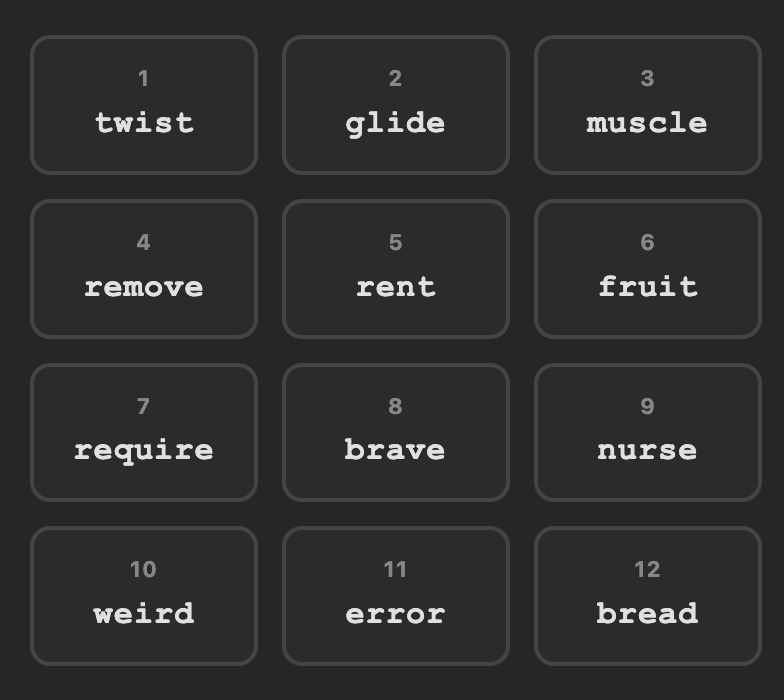 1
twist
2
glide
3
muscle
4
remove
5
rent
6
fruit
7
require
8
brave
9
nurse
10
weird
11
error
12
bread